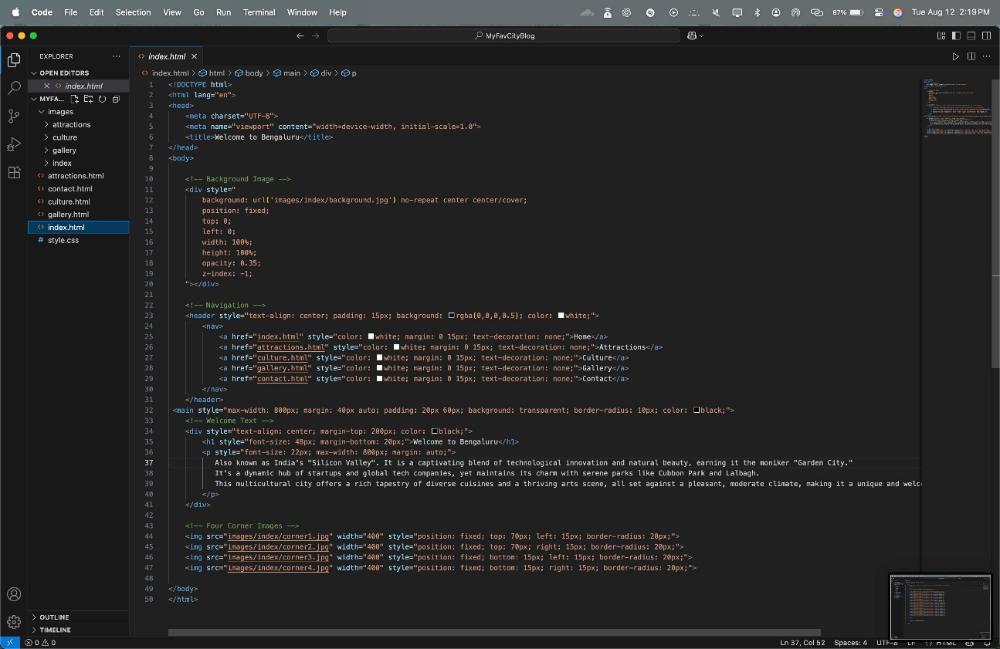 Code File Edit Selection View Go Run Terminal Window Help 87% Tue Aug 12 2:19 PM
MyFavCityBlog
EXPLORER
index.html
OPEN EDITORS
index.html
MYFA...
images
attractions
culture
gallery
index
attractions.html
contact.html
culture.html
gallery.html
index.html
style.css
OUTLINE
TIMELINE
index.html > html > body > main > div > p
1 <!DOCTYPE html>
2 <html lang="en">
3 <head>
4 <meta charset="UTF-8">
5 <meta name="viewport" content="width=device-width, initial-scale=1.0">
6 <title>Welcome to Bengaluru</title>
7 </head>
8 <body>
9
10 <!-- Background Image -->
11 <div style="
12 background: url('images/index/background.jpg') no-repeat center center/cover;
13 position: fixed;
14 top: 0;
15 left: 0;
16 width: 100%;
17 height: 100%;
18 opacity: 0.35;
19 z-index: -1;
20 "></div>
21
22 <!-- Navigation -->
23 <header style="text-align: center; padding: 15px; background: rgba(0,0,0,0.5); color: white;">
24 <nav>
25 <a href="index.html" style="color: white; margin: 0 15px; text-decoration: none;">Home</a>
26 <a href="attractions.html" style="color: white; margin: 0 15px; text-decoration: none;">Attractions</a>
27 <a href="culture.html" style="color: white; margin: 0 15px; text-decoration: none;">Culture</a>
28 <a href="gallery.html" style="color: white; margin: 0 15px; text-decoration: none;">Gallery</a>
29 <a href="contact.html" style="color: white; margin: 0 15px; text-decoration: none;">Contact</a>
30 </nav>
31 </header>
32 <main style="max-width: 800px; margin: 40px auto; padding: 20px 60px; background: transparent; border-radius: 10px; color: black;">
33 <!-- Welcome Text -->
34 <div style="text-align: center; margin-top: 200px; color: black;">
35 <h1 style="font-size: 48px; margin-bottom: 20px;">Welcome to Bengaluru</h1>
36 <p style="font-size: 22px; max-width: 800px; margin: auto;">
37 Also known as India's "Silicon Valley". It is a captivating blend of technological innovation and natural beauty, earning it the moniker "Garden City."
38 It's a dynamic hub of startups and global tech companies, yet maintains its charm with serene parks like Cubbon Park and Lalbagh.
39 This multicultural city offers a rich tapestry of diverse cuisines and a thriving arts scene, all set against a pleasant, moderate climate, making it a unique and welc
40 </p>
41 </div>
42
43 <!-- Four Corner Images -->
44 <img src="images/index/corner1.jpg" width="400" style="position: fixed; top: 70px; left: 15px; border-radius: 20px;">
45 <img src="images/index/corner2.jpg" width="400" style="position: fixed; top: 70px; right: 15px; border-radius: 20px;">
46 <img src="images/index/corner3.jpg" width="400" style="position: fixed; bottom: 15px; left: 15px; border-radius: 20px;">
47 <img src="images/index/corner4.jpg" width="400" style="position: fixed; bottom: 15px; right: 15px; border-radius: 20px;">
48
49 </body>
50 </html>
0 0 Ln 37, Col 52 Spaces: 4 UTF-8 LF HTML